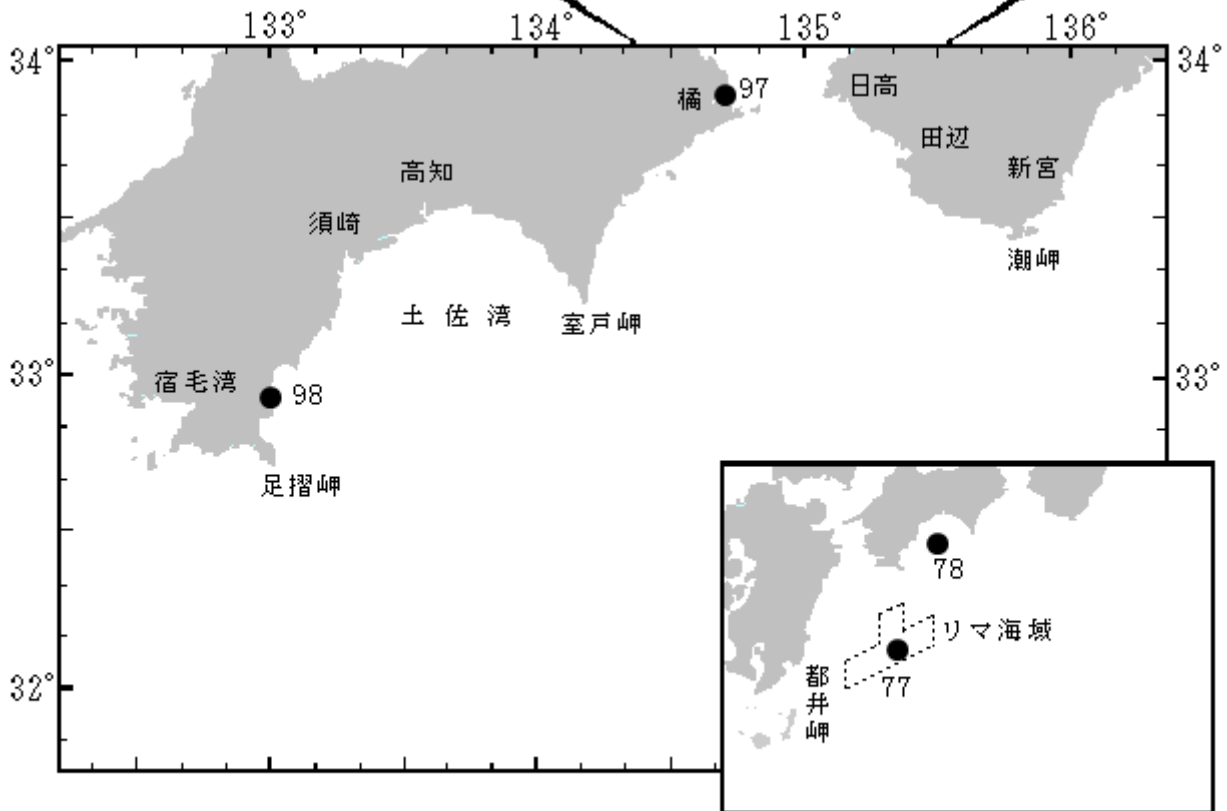 133°
134°
135°
136°
34°
34°
橘
97
日高
田辺
高知
新宮
須崎
潮岬
土佐湾
室戸岬
33°
33°
宿毛湾
98
足摺岬
78
リマ海域
77
都井岬
32°